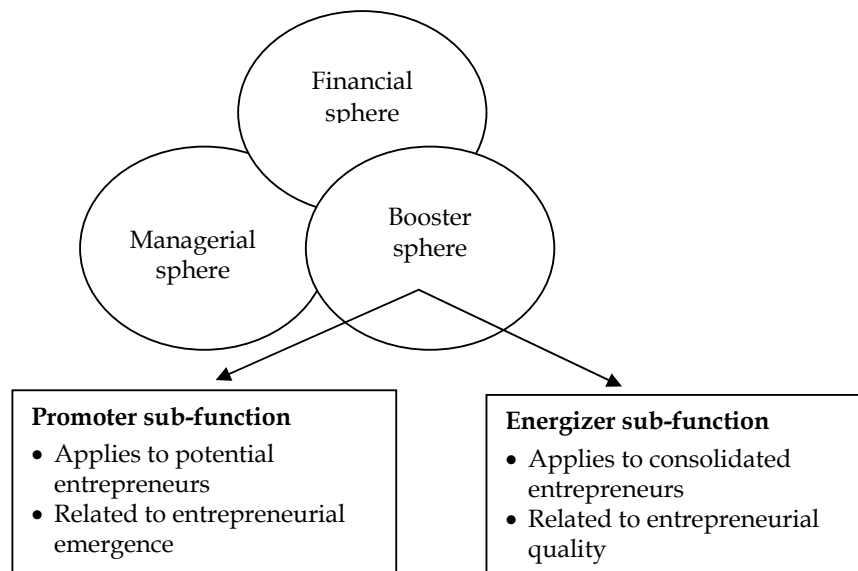 Financial
sphere
Managerial
sphere
Booster
sphere
Promoter sub-function
• Applies to potential
entrepreneurs
• Related to entrepreneurial
emergence
Energizer sub-function
• Applies to consolidated
entrepreneurs
• Related to entrepreneurial
quality